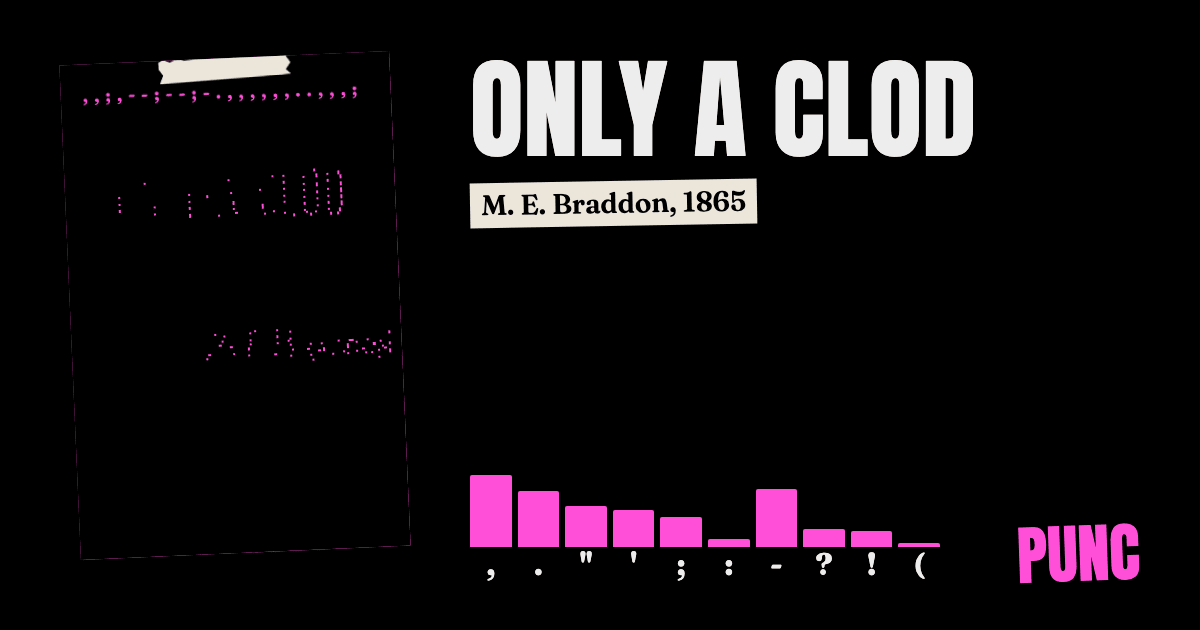 ,,;,--;--;-.,,,,,,..,,,;
ONLY A CLOD
M. E. Braddon, 1865
, . " ' ; : - ? ! (
PUNC